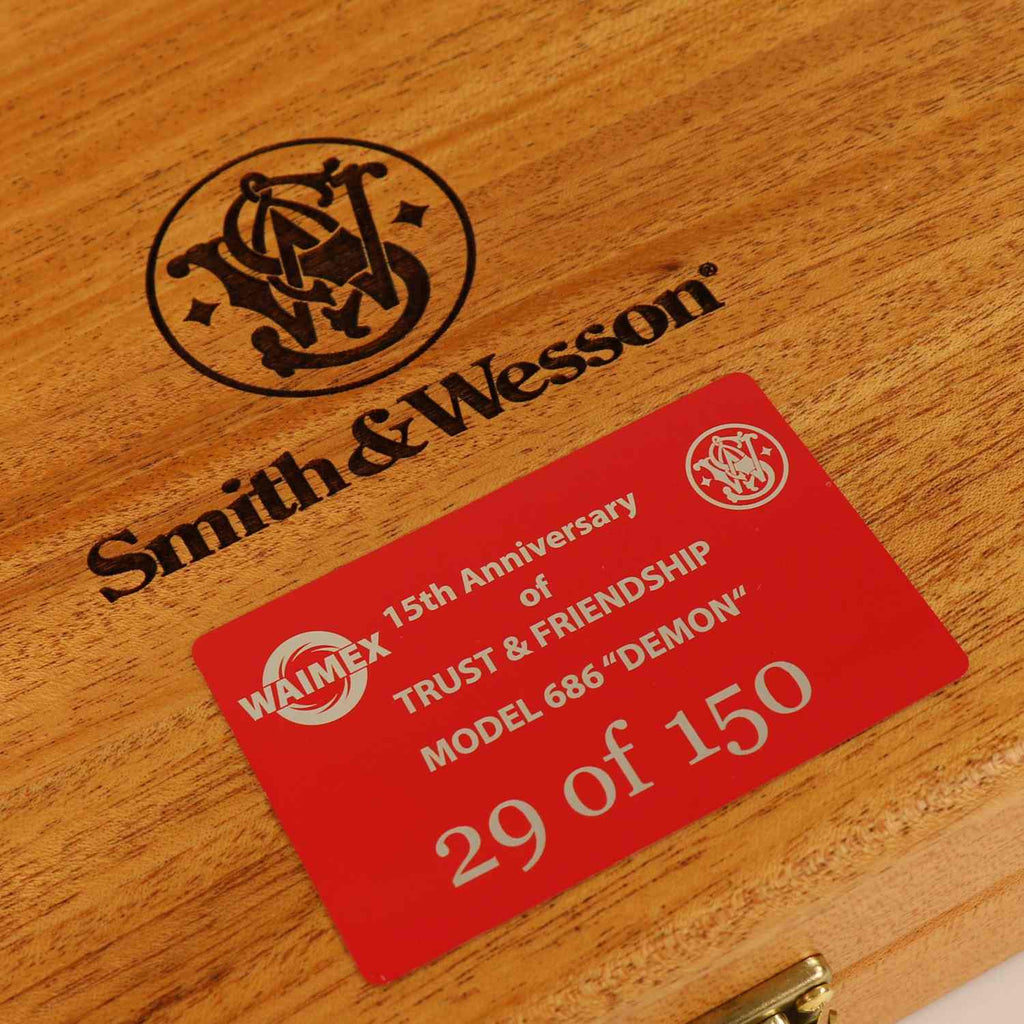 Smith & Wesson®
15th Anniversary
of
TRUST & FRIENDSHIP
MODEL 686 “DEMON“
WAIMEX
29 of 150